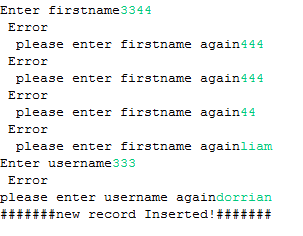 Enter firstname3344
 Error
  please enter firstname again444
 Error
  please enter firstname again444
 Error
  please enter firstname again44
 Error
  please enter firstname againliam
Enter username333
 Error
please enter username againdorrian
#######new record Inserted!#######